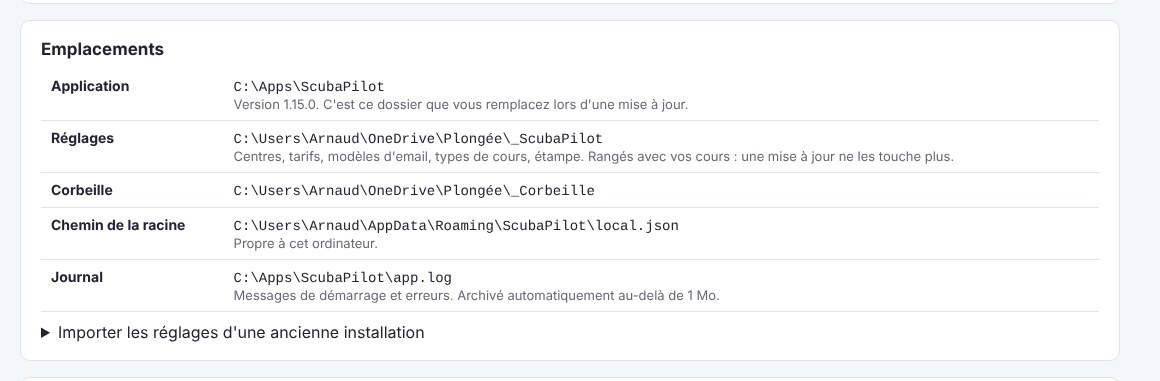 Emplacements
Application
C:\Apps\ScubaPilot
Version 1.15.0. C'est ce dossier que vous remplacez lors d'une mise à jour.
Réglages
C:\Users\Arnaud\OneDrive\Plongée\_ScubaPilot
Centres, tarifs, modèles d'email, types de cours, étampe. Rangés avec vos cours : une mise à jour ne les touche plus.
Corbeille
C:\Users\Arnaud\OneDrive\Plongée\_Corbeille
Chemin de la racine
C:\Users\Arnaud\AppData\Roaming\ScubaPilot\local.json
Propre à cet ordinateur.
Journal
C:\Apps\ScubaPilot\app.log
Messages de démarrage et erreurs. Archivé automatiquement au-delà de 1 Mo.
Importer les réglages d'une ancienne installation